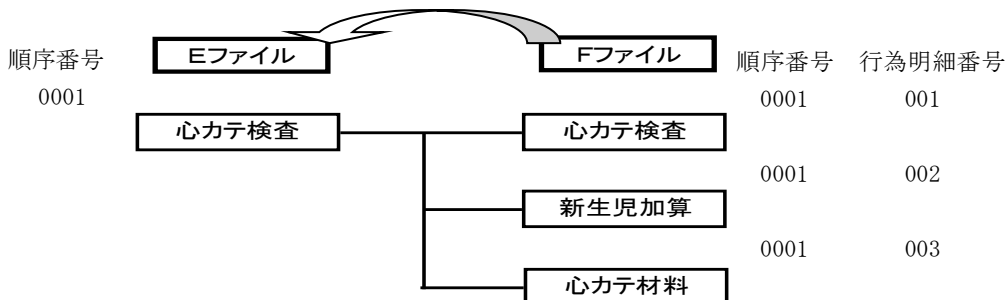 順序番号 Eファイル Fファイル 順序番号 行為明細番号
0001 0001 001
心カテ検査 心カテ検査
0001 002
新生児加算
0001 003
心カテ材料